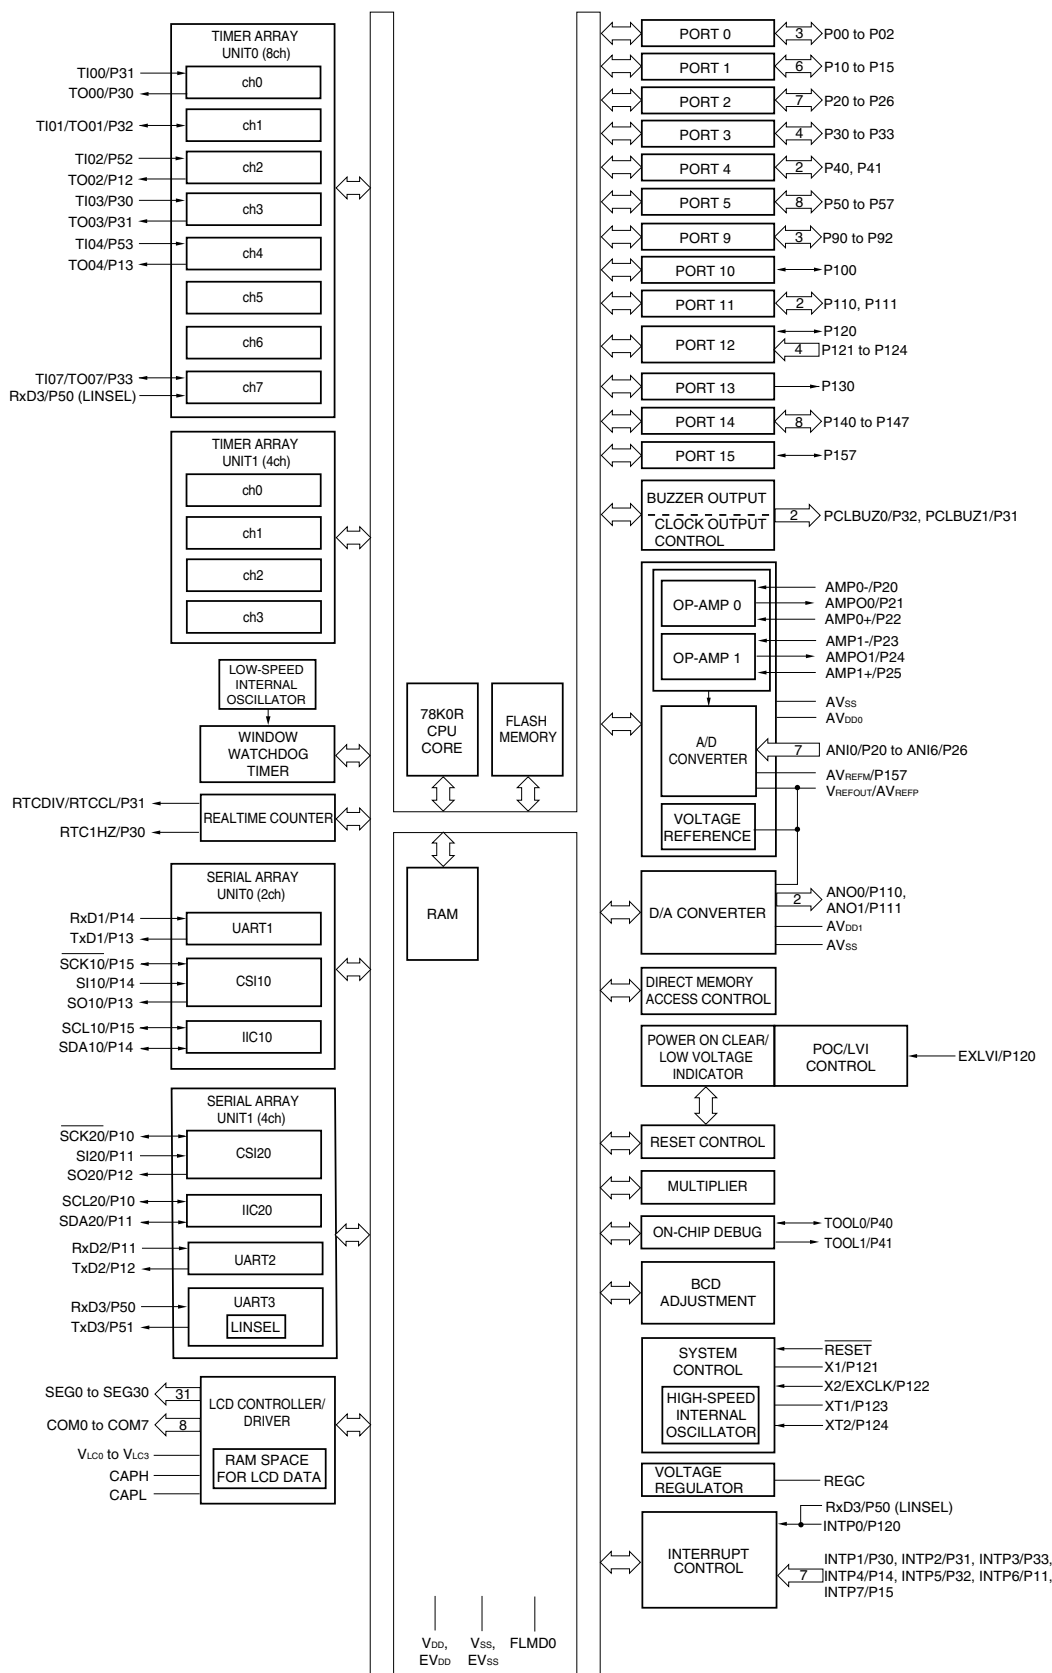 TIMER ARRAY
UNIT0 (8ch)
TI00/P31
TO00/P30
ch0
TI01/TO01/P32
ch1
TI02/P52
TO02/P12
ch2
TI03/P30
TO03/P31
ch3
TI04/P53
TO04/P13
ch4
ch5
ch6
TI07/TO07/P33
RxD3/P50 (LINSEL)
ch7
TIMER ARRAY
UNIT1 (4ch)
ch0
ch1
ch2
ch3
LOW-SPEED
INTERNAL
OSCILLATOR
WINDOW
WATCHDOG
TIMER
RTCDIV/RTCCL/P31
RTC1HZ/P30
REALTIME COUNTER
SERIAL ARRAY
UNIT0 (2ch)
RxD1/P14
TxD1/P13
UART1
SCK10/P15
SI10/P14
SO10/P13
CSI10
SCL10/P15
SDA10/P14
IIC10
SERIAL ARRAY
UNIT1 (4ch)
SCK20/P10
SI20/P11
SO20/P12
CSI20
SCL20/P10
SDA20/P11
IIC20
RxD2/P11
TxD2/P12
UART2
RxD3/P50
TxD3/P51
UART3
LINSEL
SEG0 to SEG30
31
COM0 to COM7
8
VLC0 to VLC3
CAPH
CAPL
LCD CONTROLLER/
DRIVER
RAM SPACE
FOR LCD DATA
78K0R
CPU
CORE
FLASH
MEMORY
RAM
VDD,
EVDD
VSS,
EVSS
FLMD0
PORT 0
3
P00 to P02
PORT 1
6
P10 to P15
PORT 2
7
P20 to P26
PORT 3
4
P30 to P33
PORT 4
2
P40, P41
PORT 5
8
P50 to P57
PORT 9
3
P90 to P92
PORT 10
P100
PORT 11
2
P110, P111
PORT 12
P120
4
P121 to P124
PORT 13
P130
PORT 14
8
P140 to P147
PORT 15
P157
BUZZER OUTPUT
CLOCK OUTPUT
CONTROL
2
PCLBUZ0/P32, PCLBUZ1/P31
OP-AMP 0
AMP0-/P20
AMPO0/P21
AMP0+/P22
OP-AMP 1
AMP1-/P23
AMPO1/P24
AMP1+/P25
AVSS
AVDD0
A/D
CONVERTER
7
ANI0/P20 to ANI6/P26
AVREFM/P157
VREFOUT/AVREFP
VOLTAGE
REFERENCE
D/A CONVERTER
2
ANO0/P110,
ANO1/P111
AVDD1
AVSS
DIRECT MEMORY
ACCESS CONTROL
POWER ON CLEAR/
LOW VOLTAGE
INDICATOR
POC/LVI
CONTROL
EXLVI/P120
RESET CONTROL
MULTIPLIER
ON-CHIP DEBUG
TOOL0/P40
TOOL1/P41
BCD
ADJUSTMENT
SYSTEM
CONTROL
HIGH-SPEED
INTERNAL
OSCILLATOR
RESET
X1/P121
X2/EXCLK/P122
XT1/P123
XT2/P124
VOLTAGE
REGULATOR
REGC
INTERRUPT
CONTROL
RxD3/P50 (LINSEL)
INTP0/P120
7
INTP1/P30, INTP2/P31, INTP3/P33,
INTP4/P14, INTP5/P32, INTP6/P11,
INTP7/P15